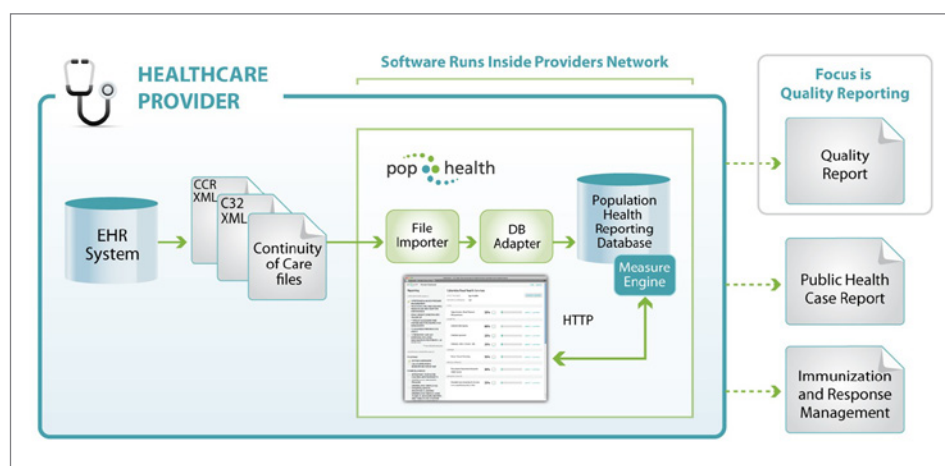 Software Runs Inside Providers Network
HEALTHCARE
PROVIDER
Focus is
Quality Reporting
Quality
Report
pop health
CCR
XML
C32
XML
Continuity
of Care
files
EHR
System
File
Importer
DB
Adapter
Population
Health
Reporting
Database
Measure
Engine
HTTP
Public Health
Case Report
Immunization
and Response
Management